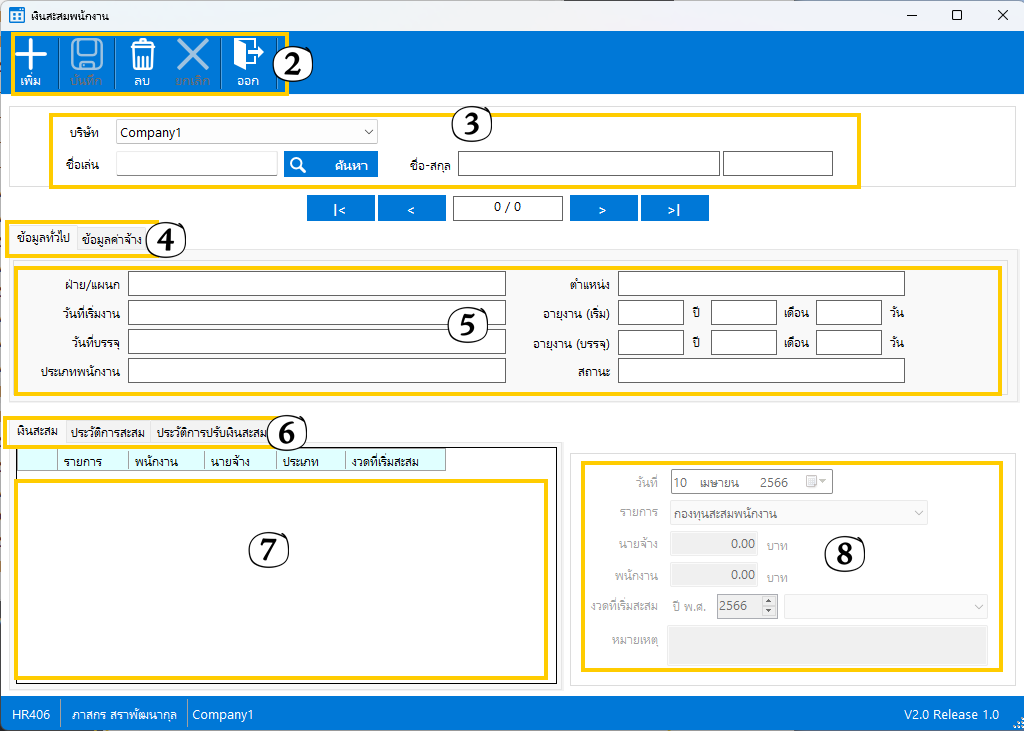 เงินสะสมพนักงาน
เพิ่ม บันทึก ลบ ยกเลิก ออก 2
3
บริษัท Company1
ชื่อเล่น ค้นหา ชื่อ-สกุล
|< < 0 / 0 > >|
ข้อมูลทั่วไป ข้อมูลค่าจ้าง 4
ฝ่าย/แผนก ตำแหน่ง
วันที่เริ่มงาน 5 อายุงาน (เริ่ม) ปี เดือน วัน
วันที่บรรจุ อายุงาน (บรรจุ) ปี เดือน วัน
ประเภทพนักงาน สถานะ
เงินสะสม ประวัติการสะสม ประวัติการปรับเงินสะสม 6
รายการ พนักงาน นายจ้าง ประเภท งวดที่เริ่มสะสม
7
วันที่ 10 เมษายน 2566
รายการ กองทุนสะสมพนักงาน
นายจ้าง 0.00 บาท 8
พนักงาน 0.00 บาท
งวดที่เริ่มสะสม ปี พ.ศ. 2566
หมายเหตุ
HR406 ภาสกร สราพัฒนากุล Company1 V2.0 Release 1.0